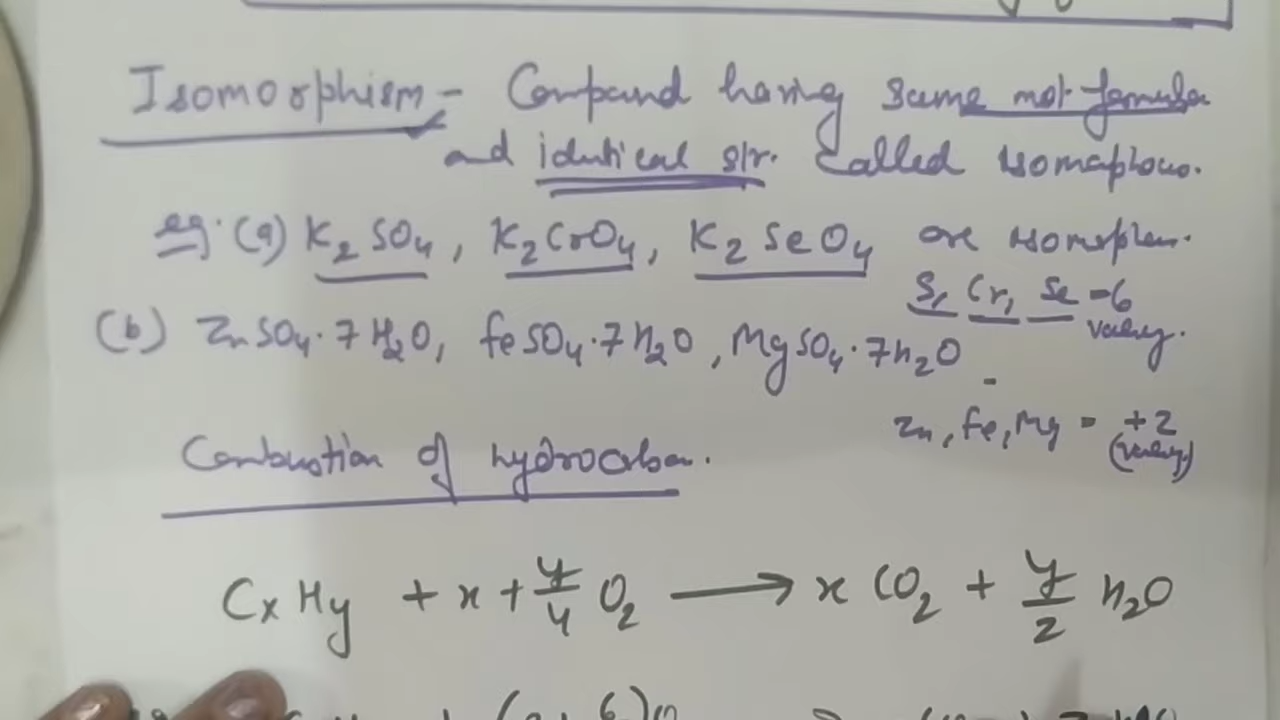 Isomorphism - Compound having same mol. formula
and identical str. called isomorphous.
eg. (a) K2SO4, K2CrO4, K2SeO4 are isomorphous.
S, Cr, Se = 6
valency.
(b) ZnSO4·7H2O, FeSO4·7H2O, MgSO4·7H2O
Zn, Fe, Mg = +2
(valency)
Combustion of hydrocarbon.
CxHy + x + y/4 O2 ⟶ x CO2 + y/2 H2O